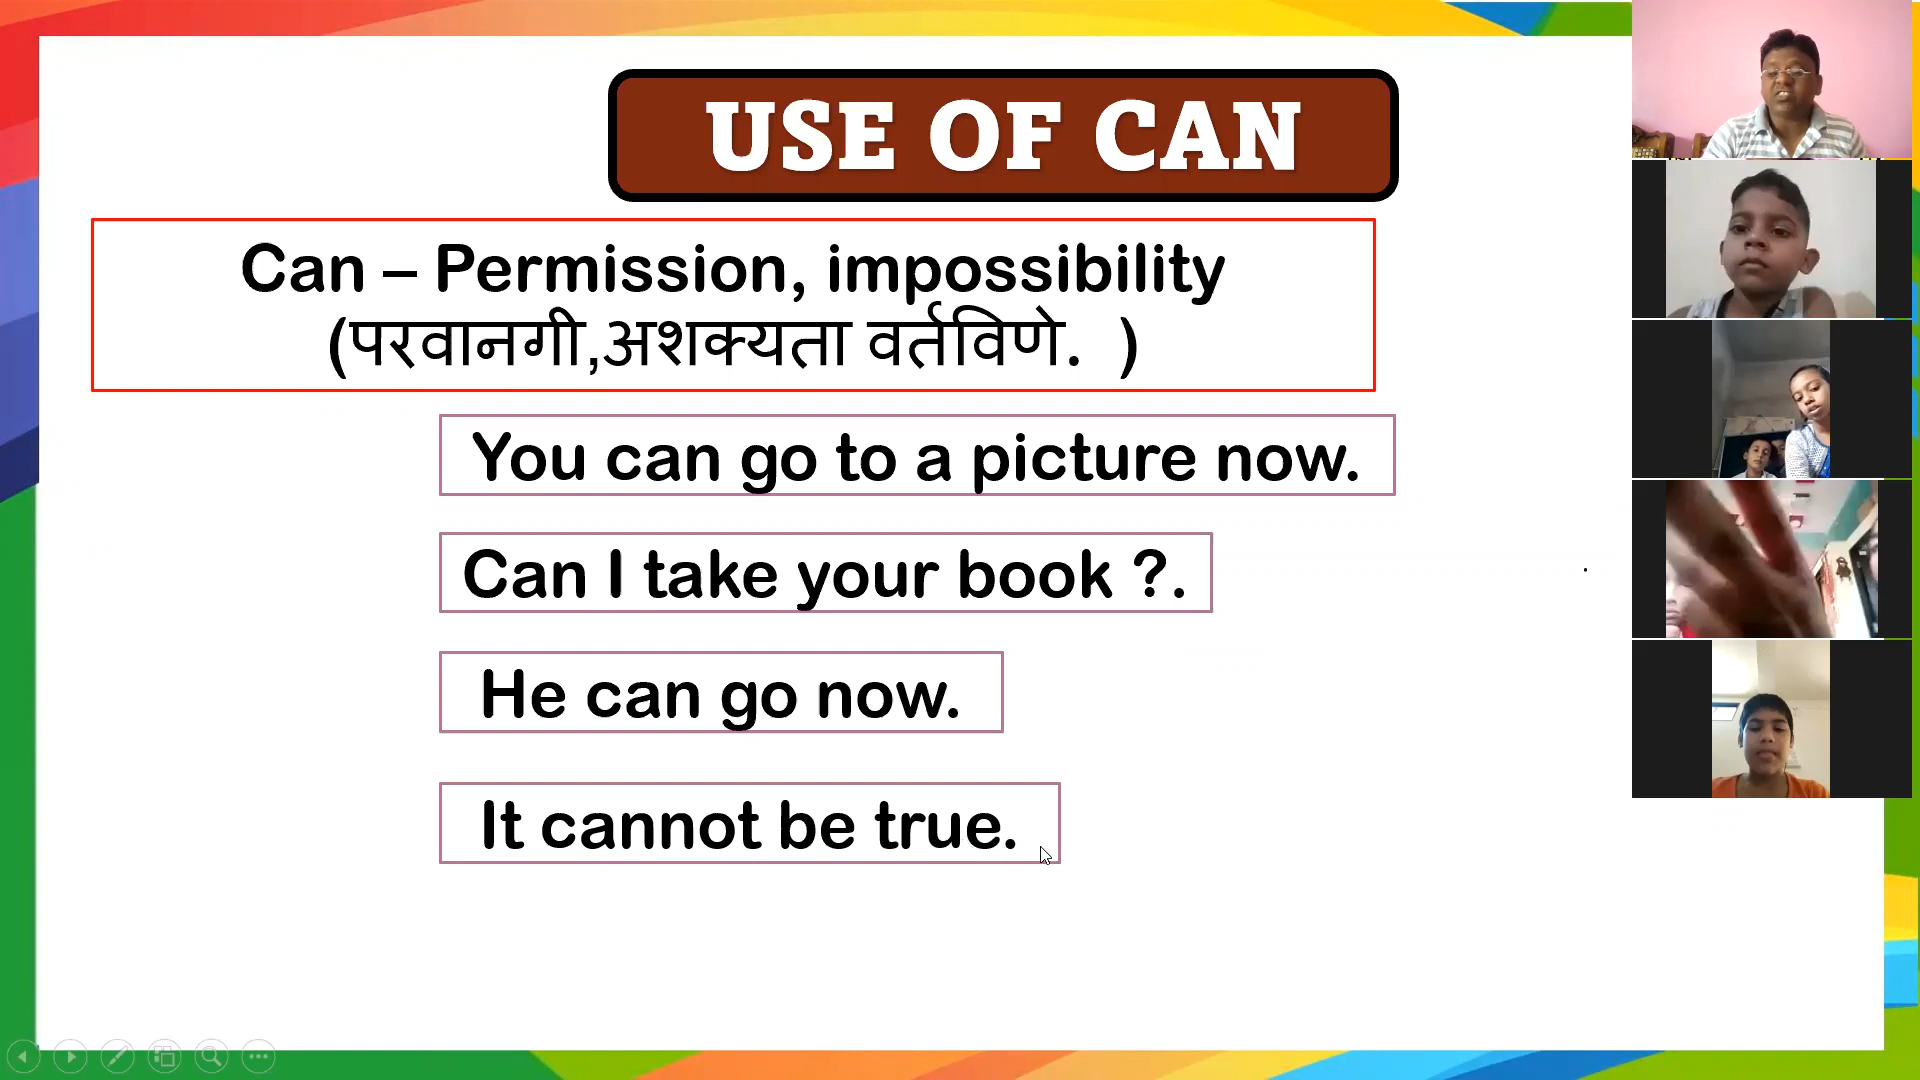 USE OF CAN
Can – Permission, impossibility
(परवानगी,अशक्यता वर्तविणे.  )
You can go to a picture now.
Can I take your book ?.
He can go now.
It cannot be true.